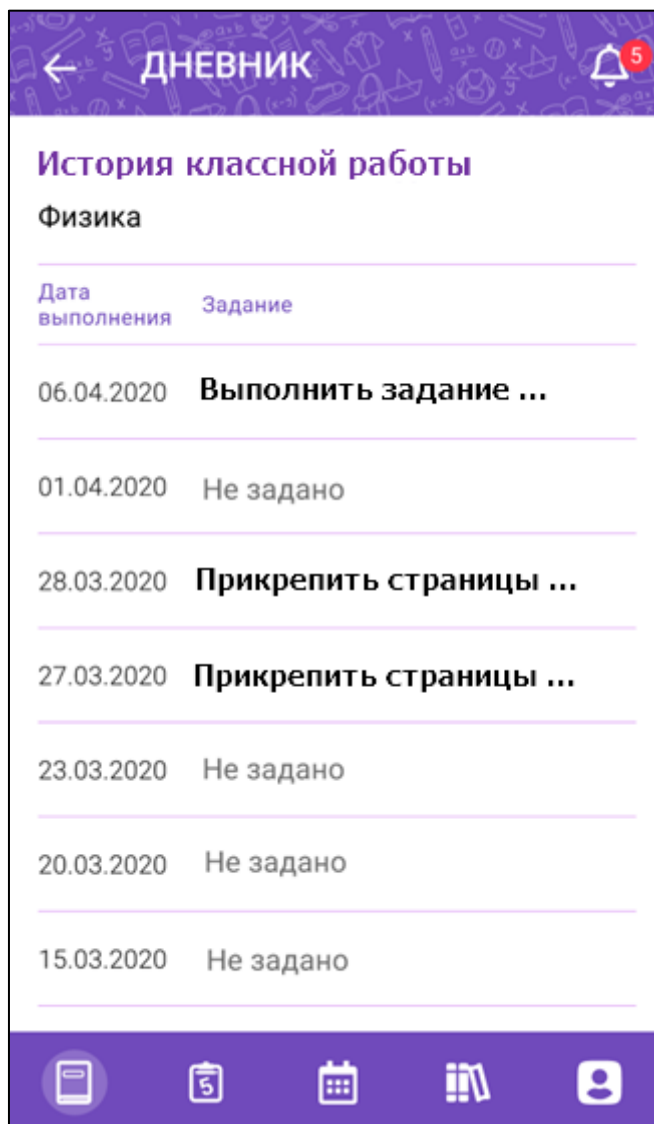 ДНЕВНИК
5
История классной работы
Физика
Дата
выполнения
Задание
06.04.2020 Выполнить задание ...
01.04.2020 Не задано
28.03.2020 Прикрепить страницы ...
27.03.2020 Прикрепить страницы ...
23.03.2020 Не задано
20.03.2020 Не задано
15.03.2020 Не задано
5